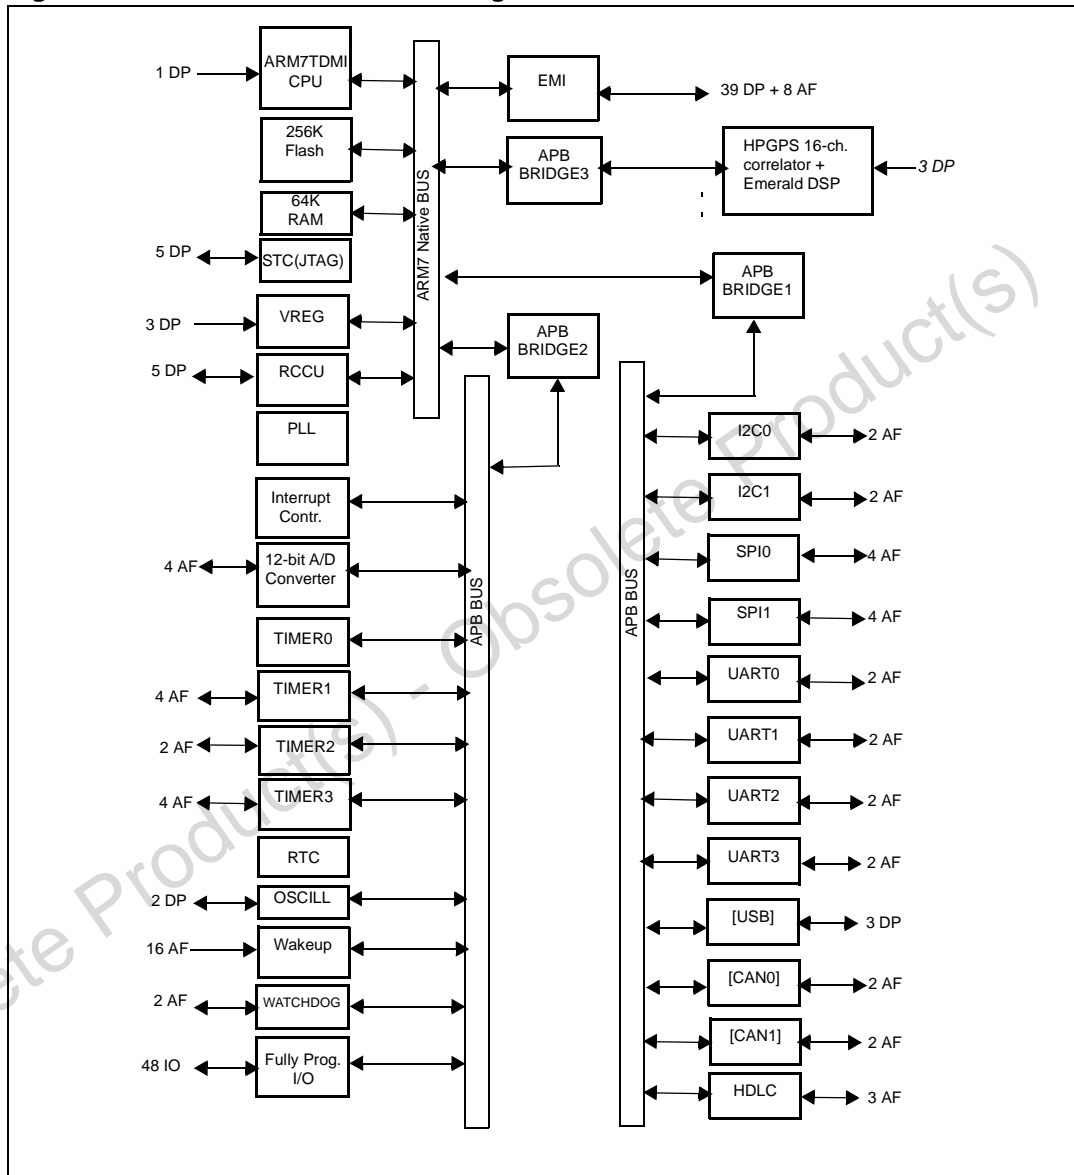 1 DP
ARM7TDMI
CPU
EMI
39 DP + 8 AF
256K
Flash
APB
BRIDGE3
HPGPS 16-ch.
correlator +
Emerald DSP
3 DP
64K
RAM
ARM7 Native BUS
5 DP
STC(JTAG)
APB
BRIDGE1
3 DP
VREG
APB
BRIDGE2
5 DP
RCCU
PLL
I2C0
2 AF
Interrupt
Contr.
I2C1
2 AF
4 AF
12-bit A/D
Converter
SPI0
4 AF
APB BUS
APB BUS
TIMER0
SPI1
4 AF
4 AF
TIMER1
UART0
2 AF
2 AF
TIMER2
UART1
2 AF
4 AF
TIMER3
UART2
2 AF
RTC
UART3
2 AF
2 DP
OSCILL
[USB]
3 DP
16 AF
Wakeup
[CAN0]
2 AF
2 AF
WATCHDOG
[CAN1]
2 AF
48 IO
Fully Prog.
I/O
HDLC
3 AF
Product(s) - Obsolete Product(s)